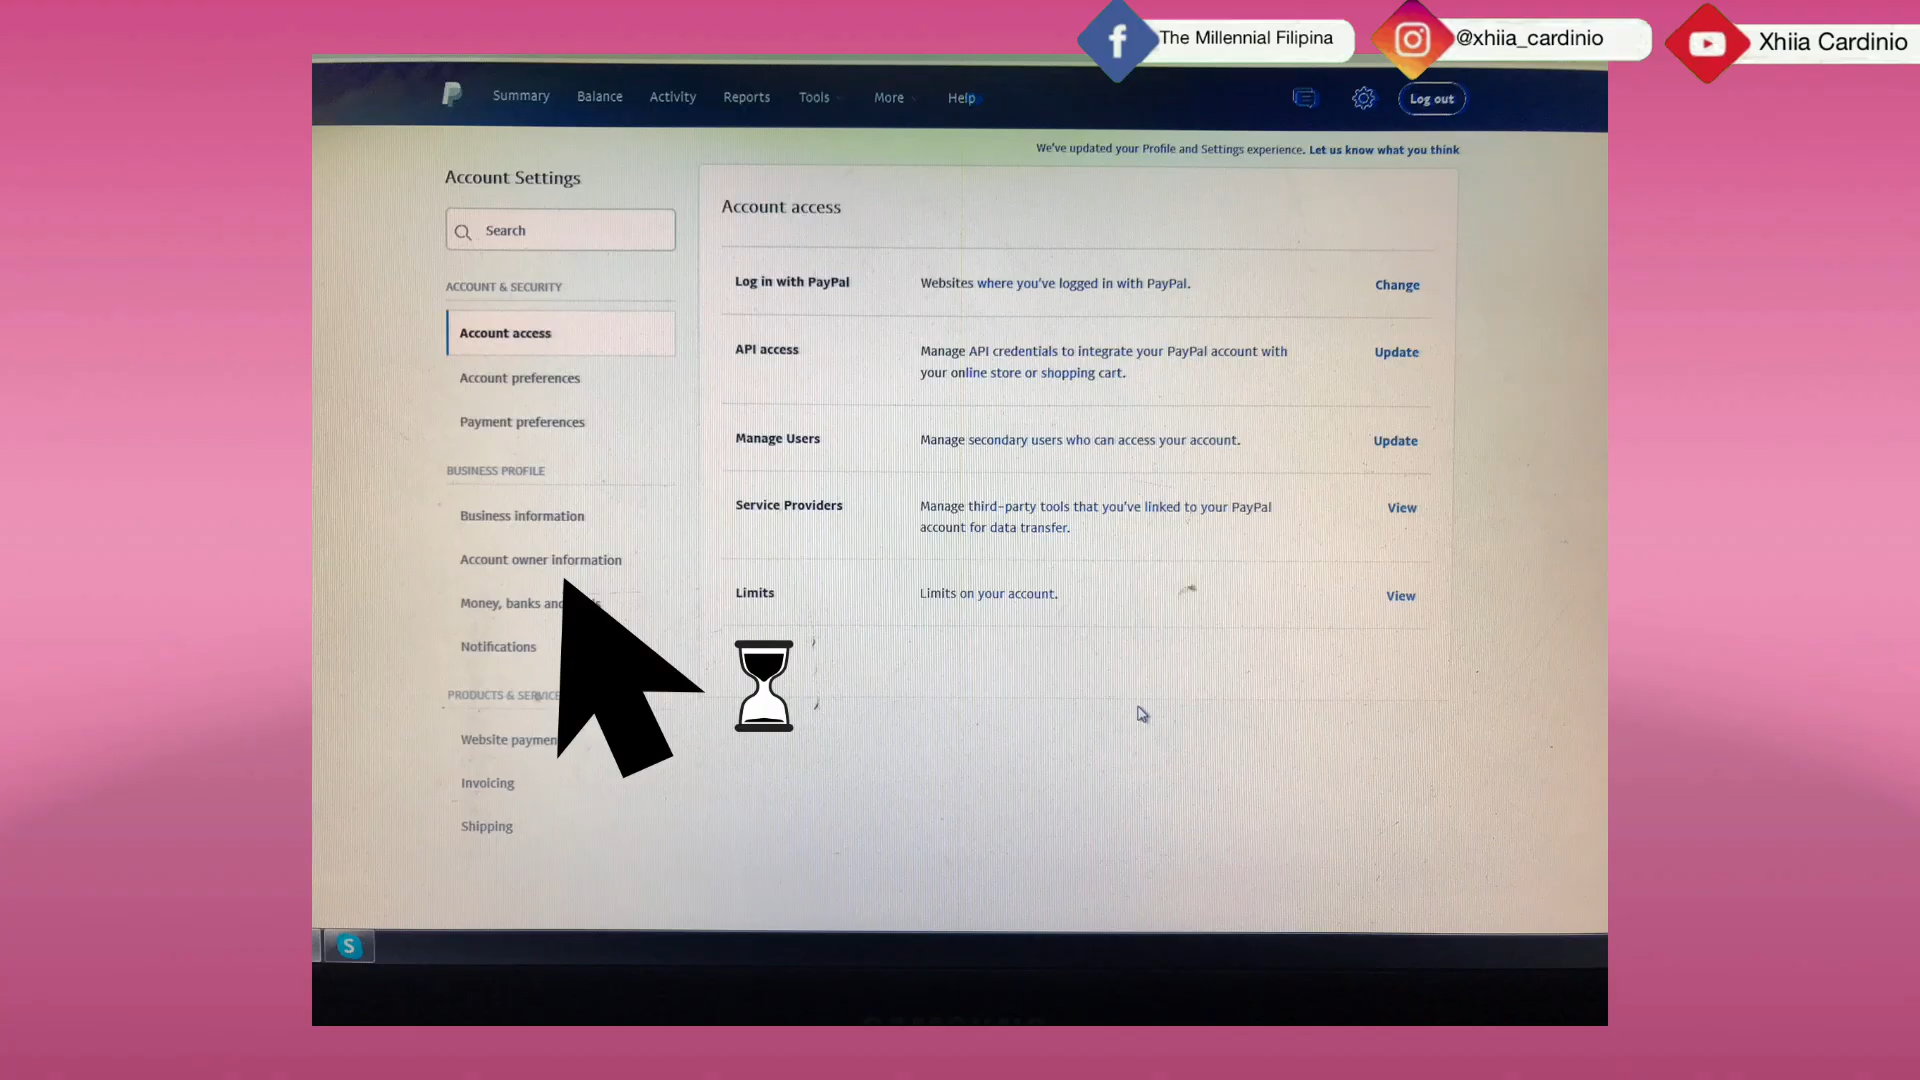 The Millennial Filipina
@xhiia_cardinio
Xhiia Cardinio
Summary Balance Activity Reports Tools More Help Log out
We've updated your Profile and Settings experience. Let us know what you think
Account Settings
Search
ACCOUNT & SECURITY
Account access
Account preferences
Payment preferences
BUSINESS PROFILE
Business information
Account owner information
Money, banks and
Notifications
PRODUCTS & SERVICE
Website paymen
Invoicing
Shipping
Account access
Log in with PayPal Websites where you've logged in with PayPal. Change
API access Manage API credentials to integrate your PayPal account with Update
your online store or shopping cart.
Manage Users Manage secondary users who can access your account. Update
Service Providers Manage third-party tools that you've linked to your PayPal View
account for data transfer.
Limits Limits on your account. View